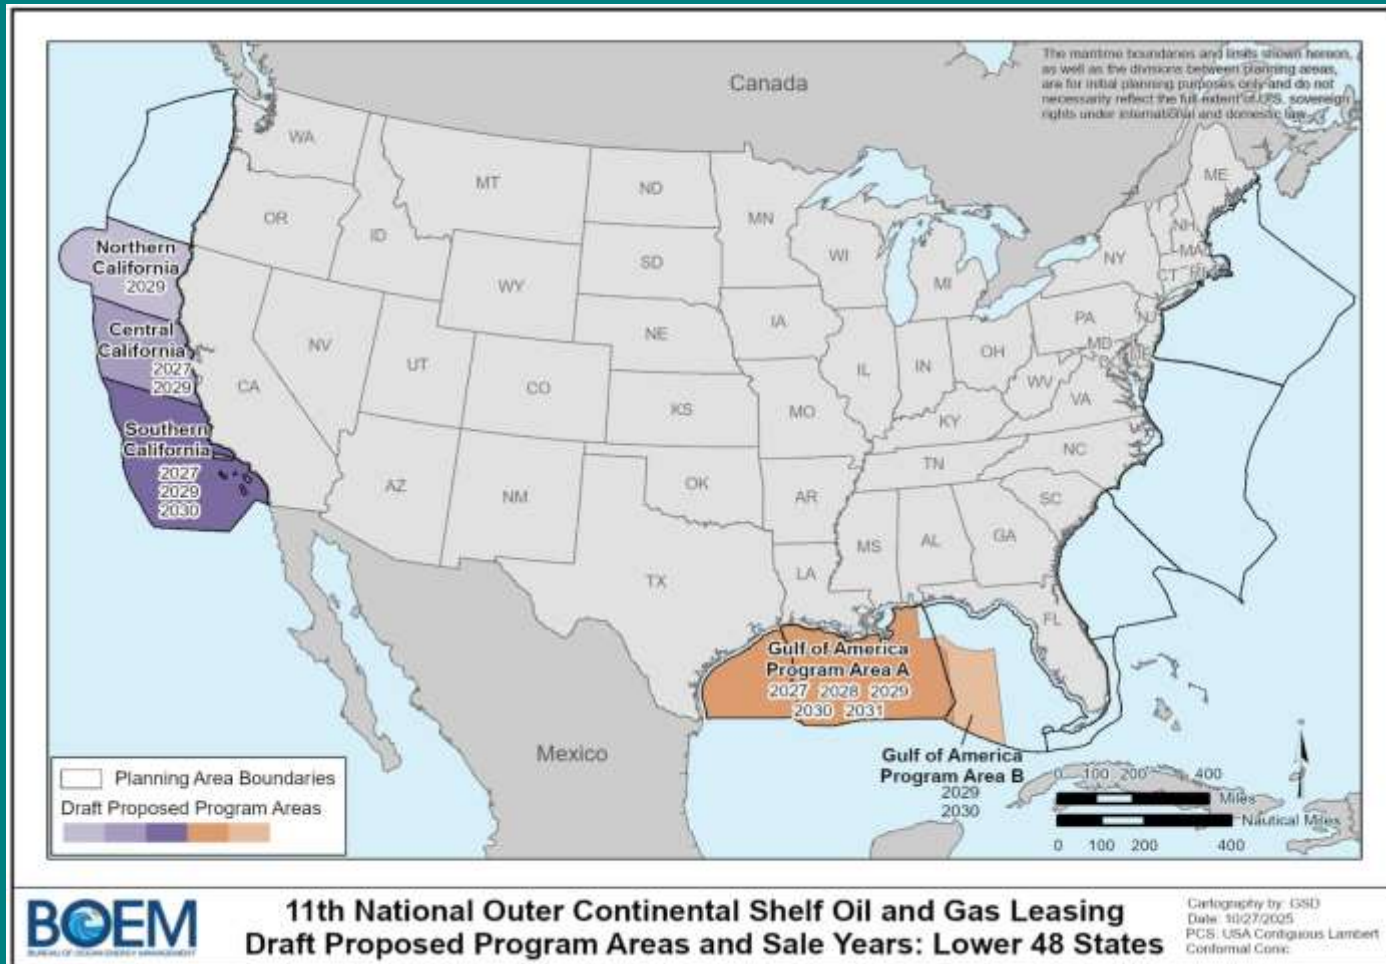 The maritime boundaries and limits shown hereon,
as well as the divisions between planning areas,
are for initial planning purposes only and do not
necessarily reflect the full extent of U.S. sovereign
rights under international and domestic law.
Canada
WA
MT
ND
MN
ME
OR
ID
WY
SD
WI
MI
NY
NH
MA
CT
RI
Northern
California
2029
Central
California
2027
2029
Southern
California
2027
2029
2030
NV
UT
CA
CO
NE
IA
IL
IN
OH
PA
NJ
MD
DE
WV
VA
KS
MO
KY
AZ
NM
OK
AR
TN
NC
SC
MS
AL
GA
TX
LA
FL
Gulf of America
Program Area A
2027 2028 2029
2030 2031
Mexico
Gulf of America
Program Area B
2029
2030
Planning Area Boundaries
Draft Proposed Program Areas
0 100 200 400
Miles
Nautical Miles
0 100 200 400
BOEM
BUREAU OF OCEAN ENERGY MANAGEMENT
11th National Outer Continental Shelf Oil and Gas Leasing
Draft Proposed Program Areas and Sale Years: Lower 48 States
Cartography by: GSD
Date: 10/27/2025
PCS: USA Contiguous Lambert
Conformal Conic